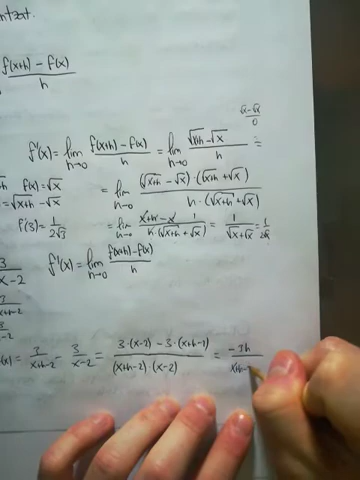 f(x+h) − f(x)
h
√x−√x
0
f'(x) = lim h→0 f(x+h) − f(x) / h = lim h→0 √x+h − √x / h =
f(x) = √x
= √x+h − √x
= lim h→0 (√x+h − √x) · (√x+h + √x) / h · (√x+h + √x)
f'(3) = 1 / 2√3
= lim h→0 x+h − x / h · (√x+h + √x) = 1 / √x+√x = 1 / 2√x
3
x−2
f'(x) = lim h→0 f(x+h) − f(x) / h
(x) = 3 / x+h−2 − 3 / x−2 = 3·(x−2) − 3·(x+h−2) / (x+h−2)·(x−2) = −3h / x+h−